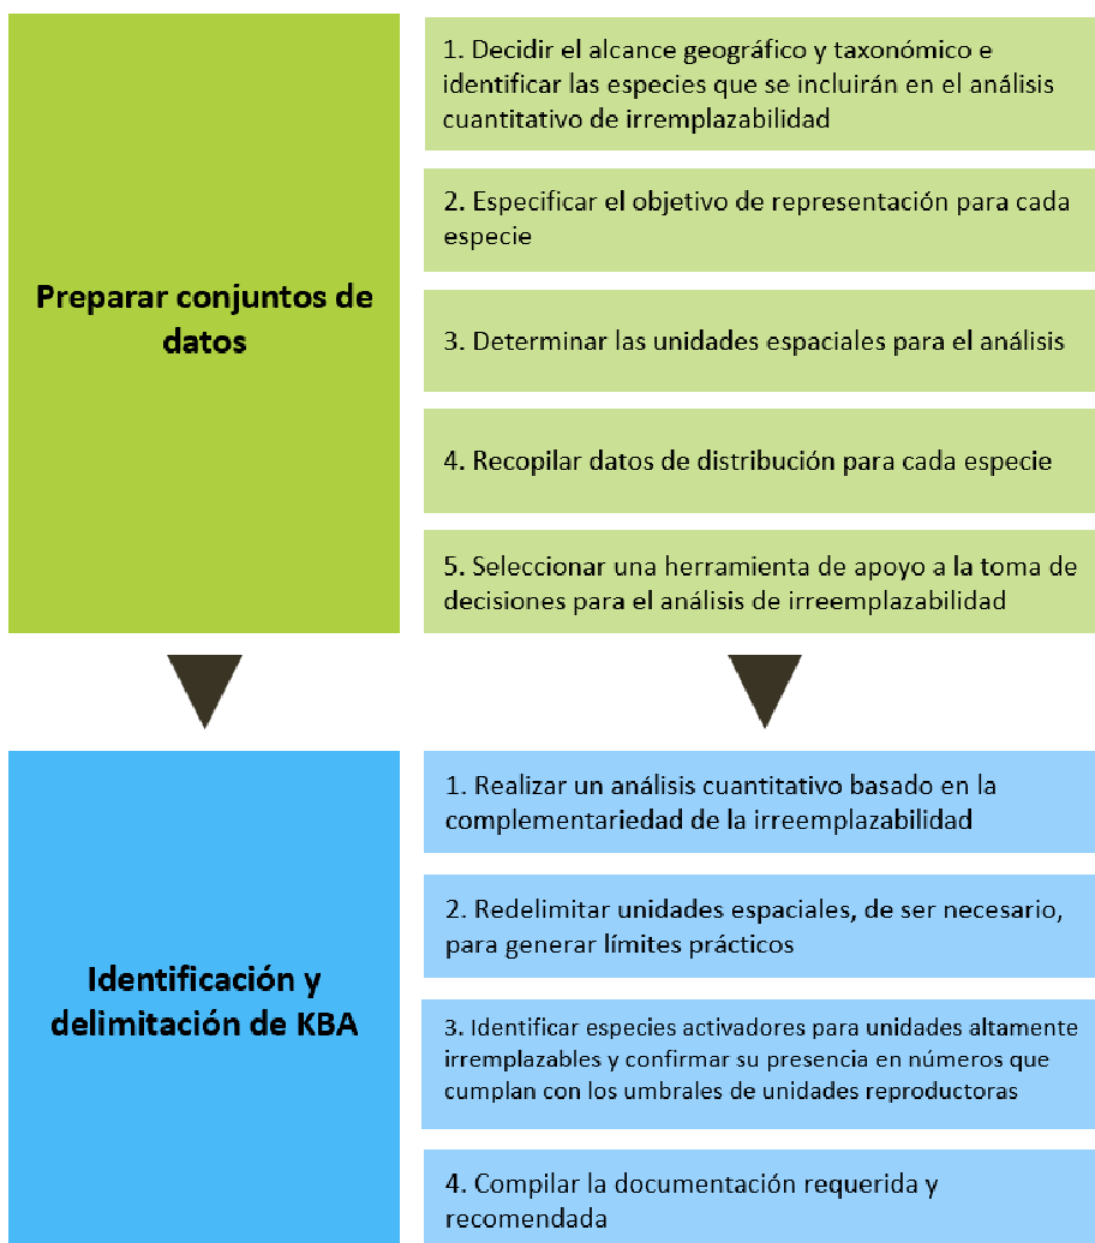 Preparar conjuntos de
datos
1. Decidir el alcance geográfico y taxonómico e
identificar las especies que se incluirán en el análisis
cuantitativo de irremplazabilidad
2. Especificar el objetivo de representación para cada
especie
3. Determinar las unidades espaciales para el análisis
4. Recopilar datos de distribución para cada especie
5. Seleccionar una herramienta de apoyo a la toma de
decisiones para el análisis de irreemplazabilidad
Identificación y
delimitación de KBA
1. Realizar un análisis cuantitativo basado en la
complementariedad de la irreemplazabilidad
2. Redelimitar unidades espaciales, de ser necesario,
para generar límites prácticos
3. Identificar especies activadores para unidades altamente
irremplazables y confirmar su presencia en números que
cumplan con los umbrales de unidades reproductoras
4. Compilar la documentación requerida y
recomendada